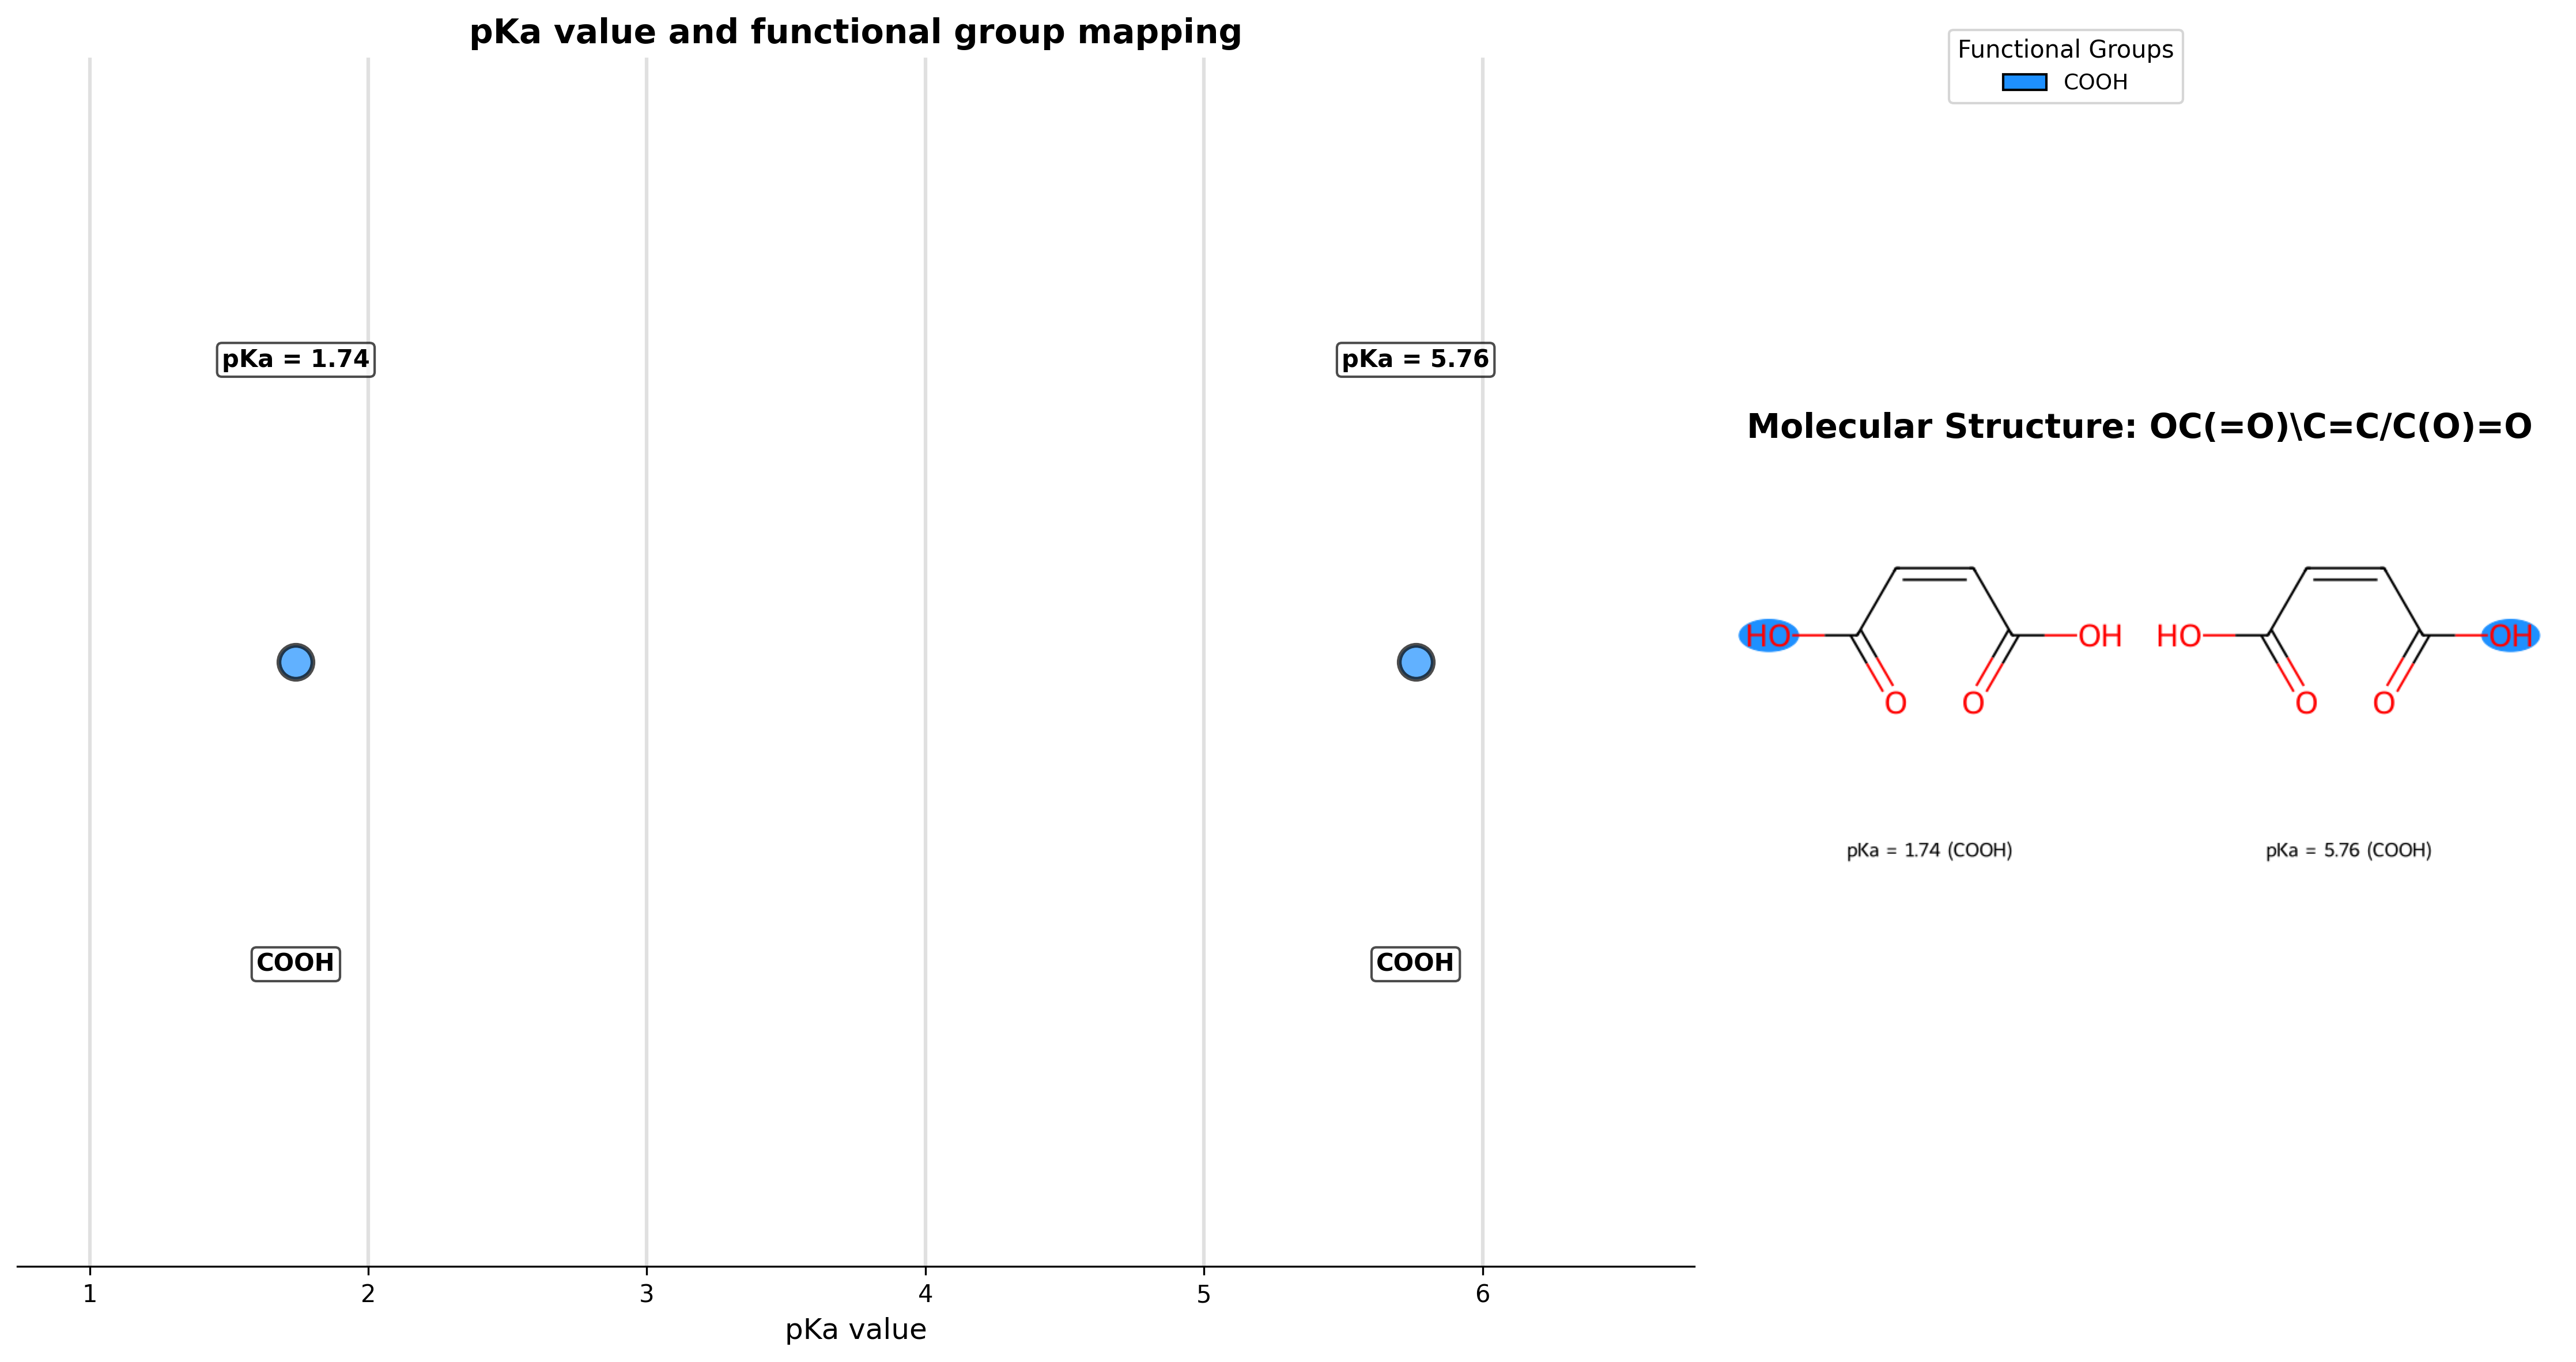 pKa value and functional group mapping
Functional Groups
COOH
pKa = 1.74
pKa = 5.76
Molecular Structure: OC(=O)\C=C/C(O)=O
HO
OH
O
O
HO
OH
O
O
pKa = 1.74 (COOH)
pKa = 5.76 (COOH)
COOH
COOH
1 2 3 4 5 6
pKa value